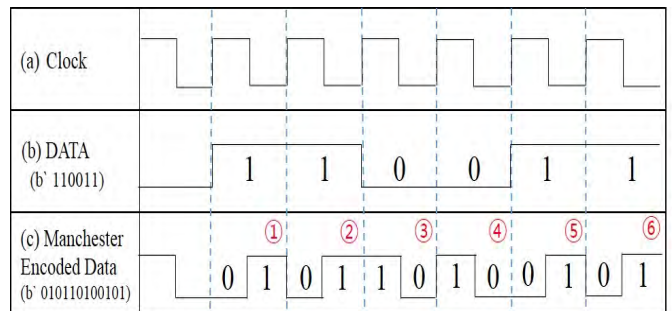 (a) Clock
(b) DATA
(b` 110011)
1 1 0 0 1 1
(c) Manchester
Encoded Data
(b` 010110100101)
① ② ③ ④ ⑤ ⑥
0 1 0 1 1 0 1 0 0 1 0 1